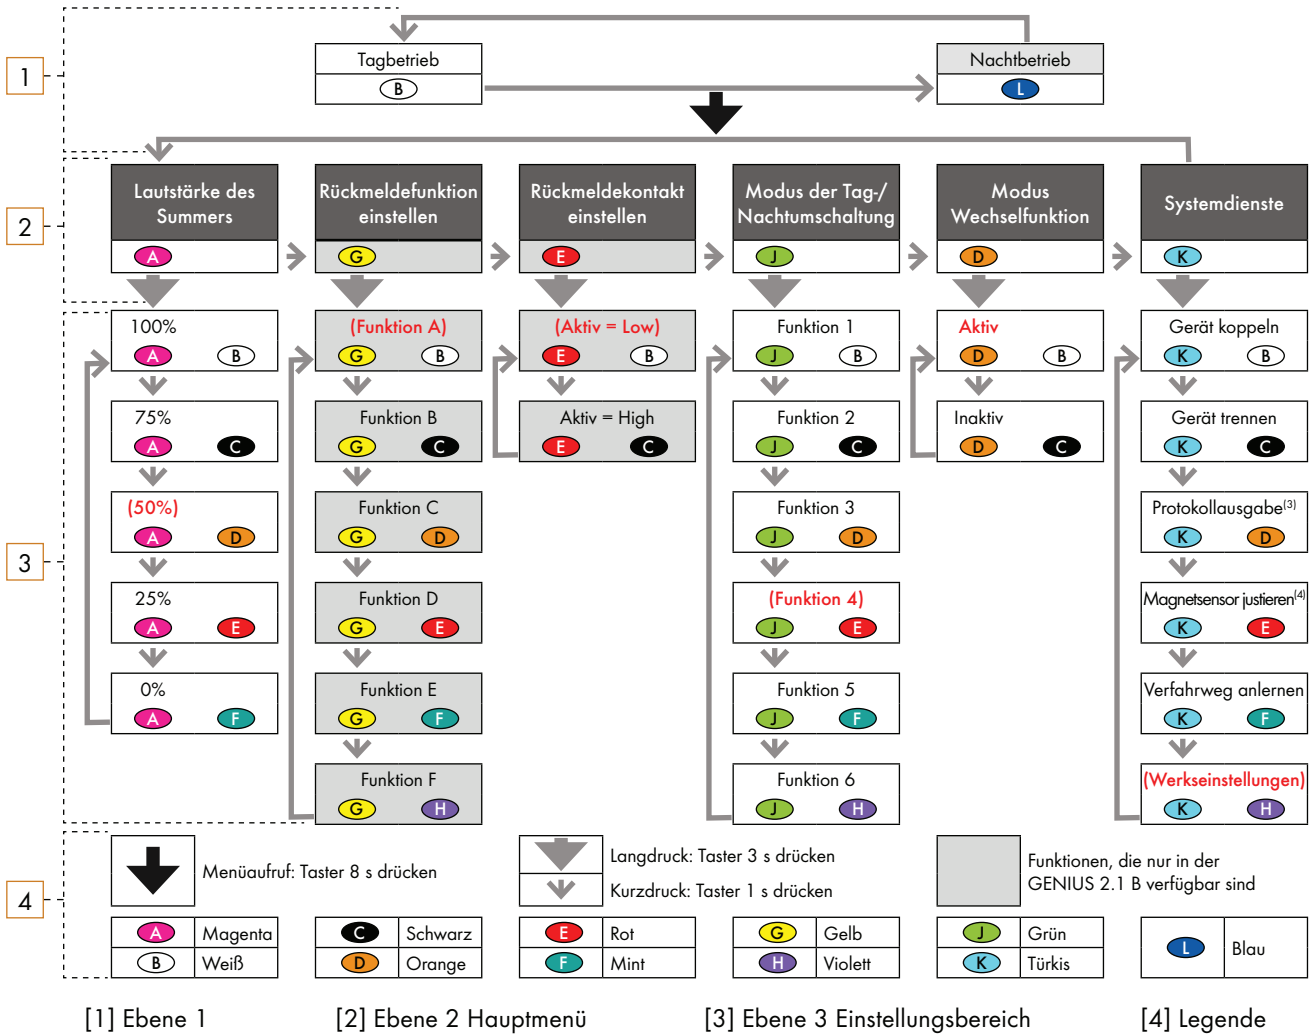 Tagbetrieb
B
Nachtbetrieb
L
1
2
Lautstärke des
Summers
A
Rückmeldefunktion
einstellen
G
Rückmeldekontakt
einstellen
E
Modus der Tag-/
Nachtumschaltung
J
Modus
Wechselfunktion
D
Systemdienste
K
3
100%
A B
75%
A C
(50%)
A D
25%
A E
0%
A F
(Funktion A)
G B
Funktion B
G C
Funktion C
G D
Funktion D
G E
Funktion E
G F
Funktion F
G H
(Aktiv = Low)
E B
Aktiv = High
E C
Funktion 1
J B
Funktion 2
J C
Funktion 3
J D
(Funktion 4)
J E
Funktion 5
J F
Funktion 6
J H
Aktiv
D B
Inaktiv
D C
Gerät koppeln
K B
Gerät trennen
K C
Protokollausgabe(3)
K D
Magnetsensor justieren(4)
K E
Verfahrweg anlernen
K F
(Werkseinstellungen)
K H
4
Menüaufruf: Taster 8 s drücken
Langdruck: Taster 3 s drücken
Kurzdruck: Taster 1 s drücken
Funktionen, die nur in der
GENIUS 2.1 B verfügbar sind
A Magenta
B Weiß
C Schwarz
D Orange
E Rot
F Mint
G Gelb
H Violett
J Grün
K Türkis
L Blau
[1] Ebene 1
[2] Ebene 2 Hauptmenü
[3] Ebene 3 Einstellungsbereich
[4] Legende